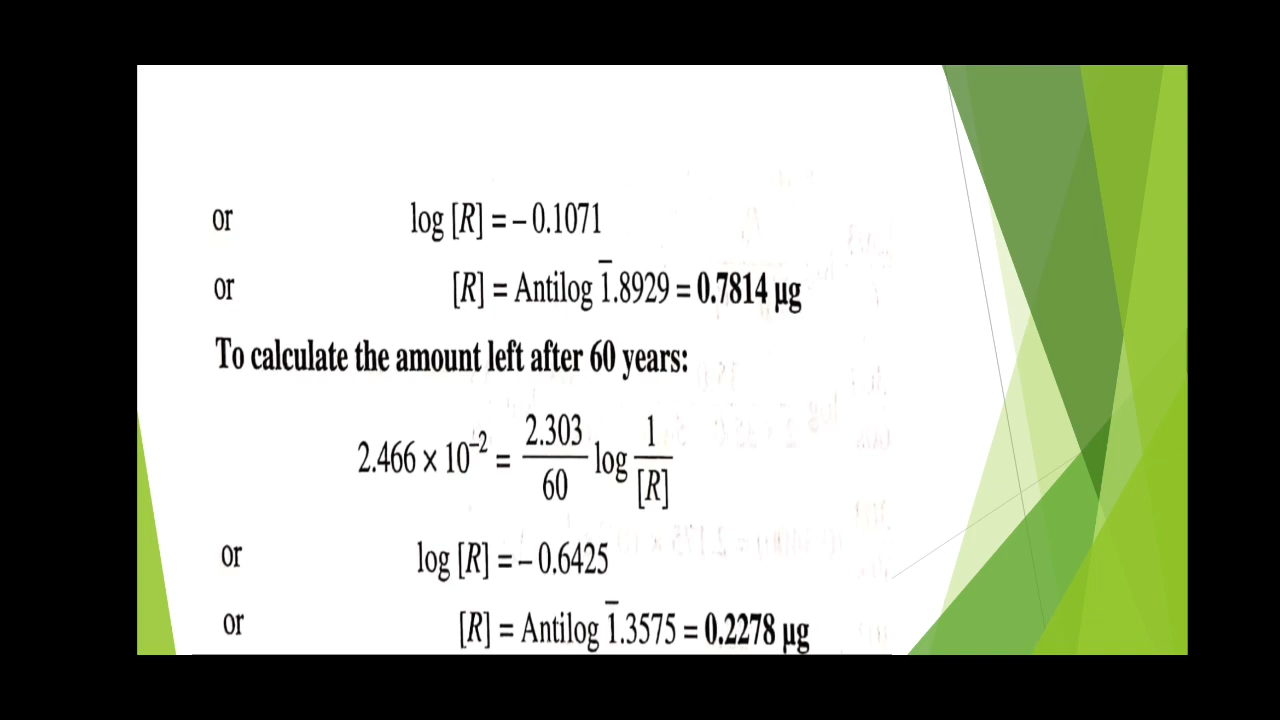 or log [R] = – 0.1071
or [R] = Antilog 1̅.8929 = 0.7814 μg
To calculate the amount left after 60 years:
2.466 × 10⁻² = 2.303/60 log 1/[R]
or log [R] = – 0.6425
or [R] = Antilog 1̅.3575 = 0.2278 μg